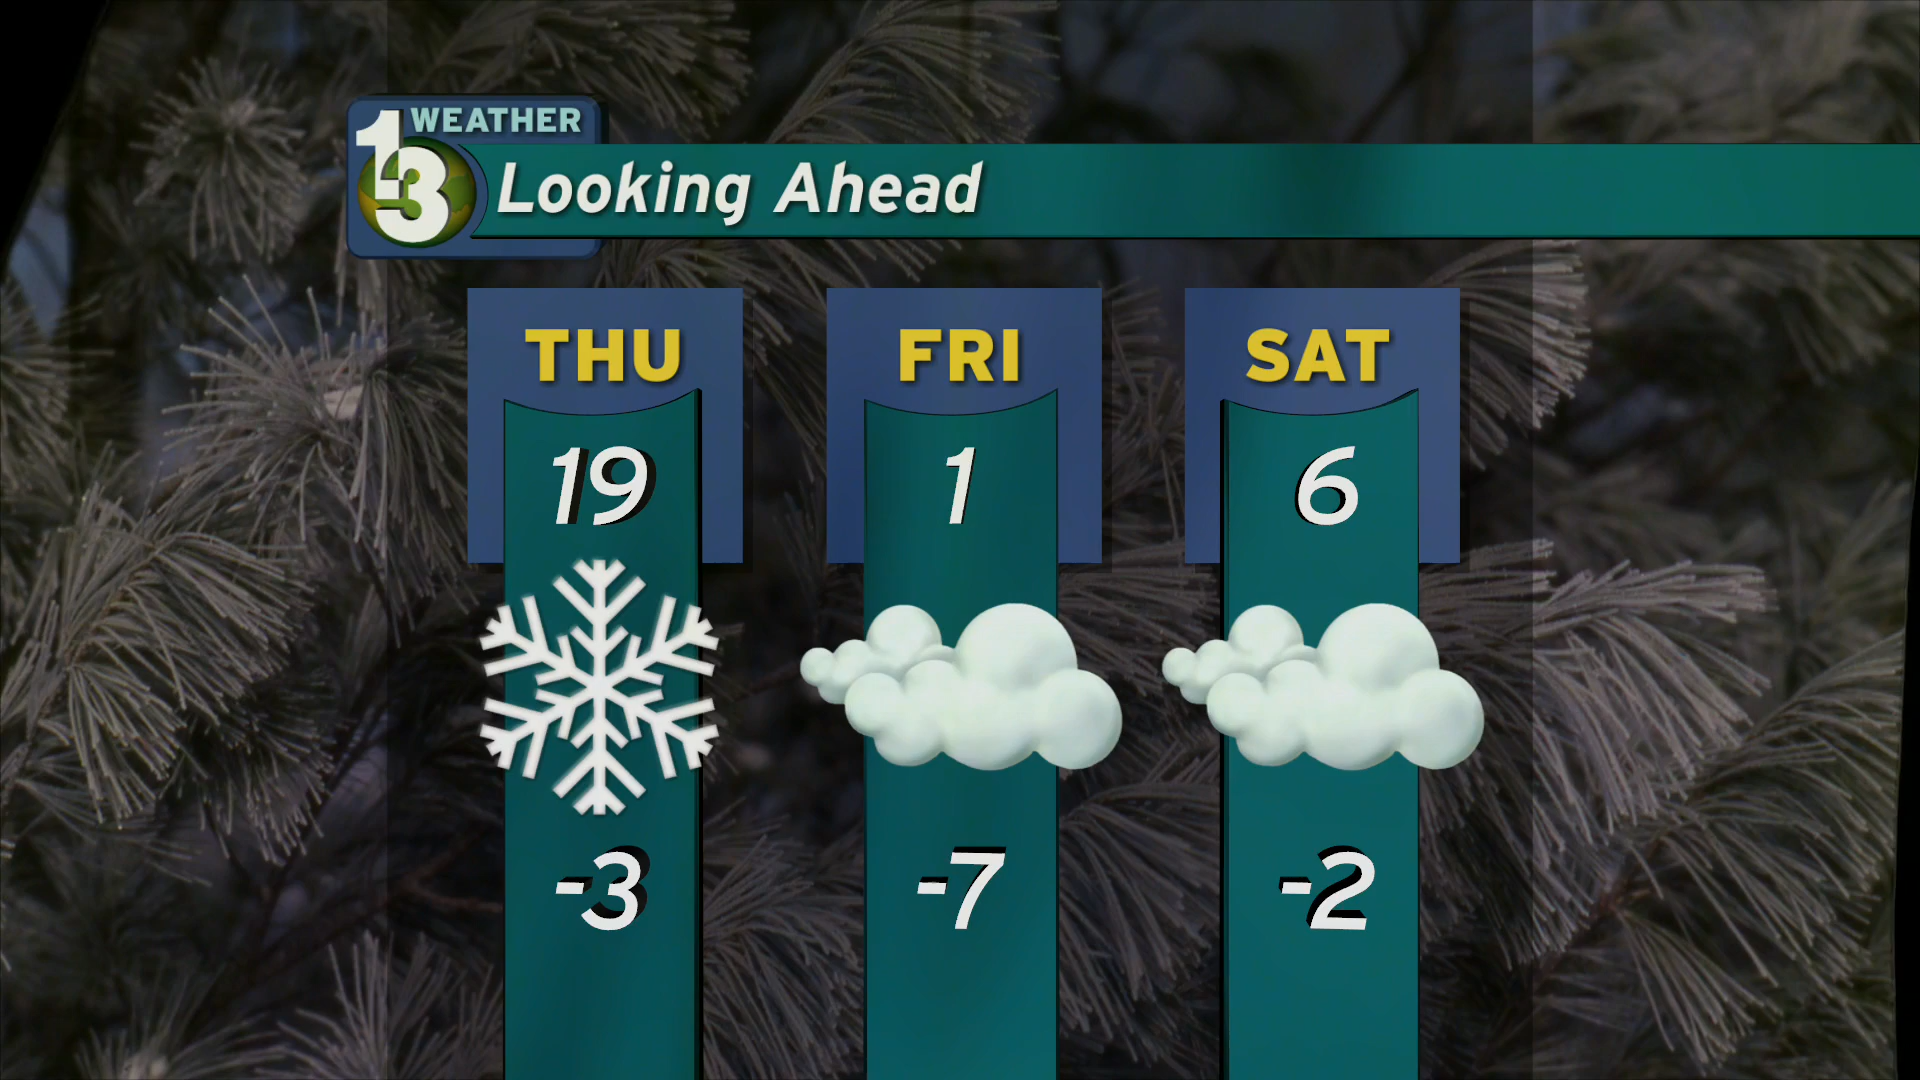 WEATHER
13
Looking Ahead
THU FRI SAT
19 1 6
-3 -7 -2